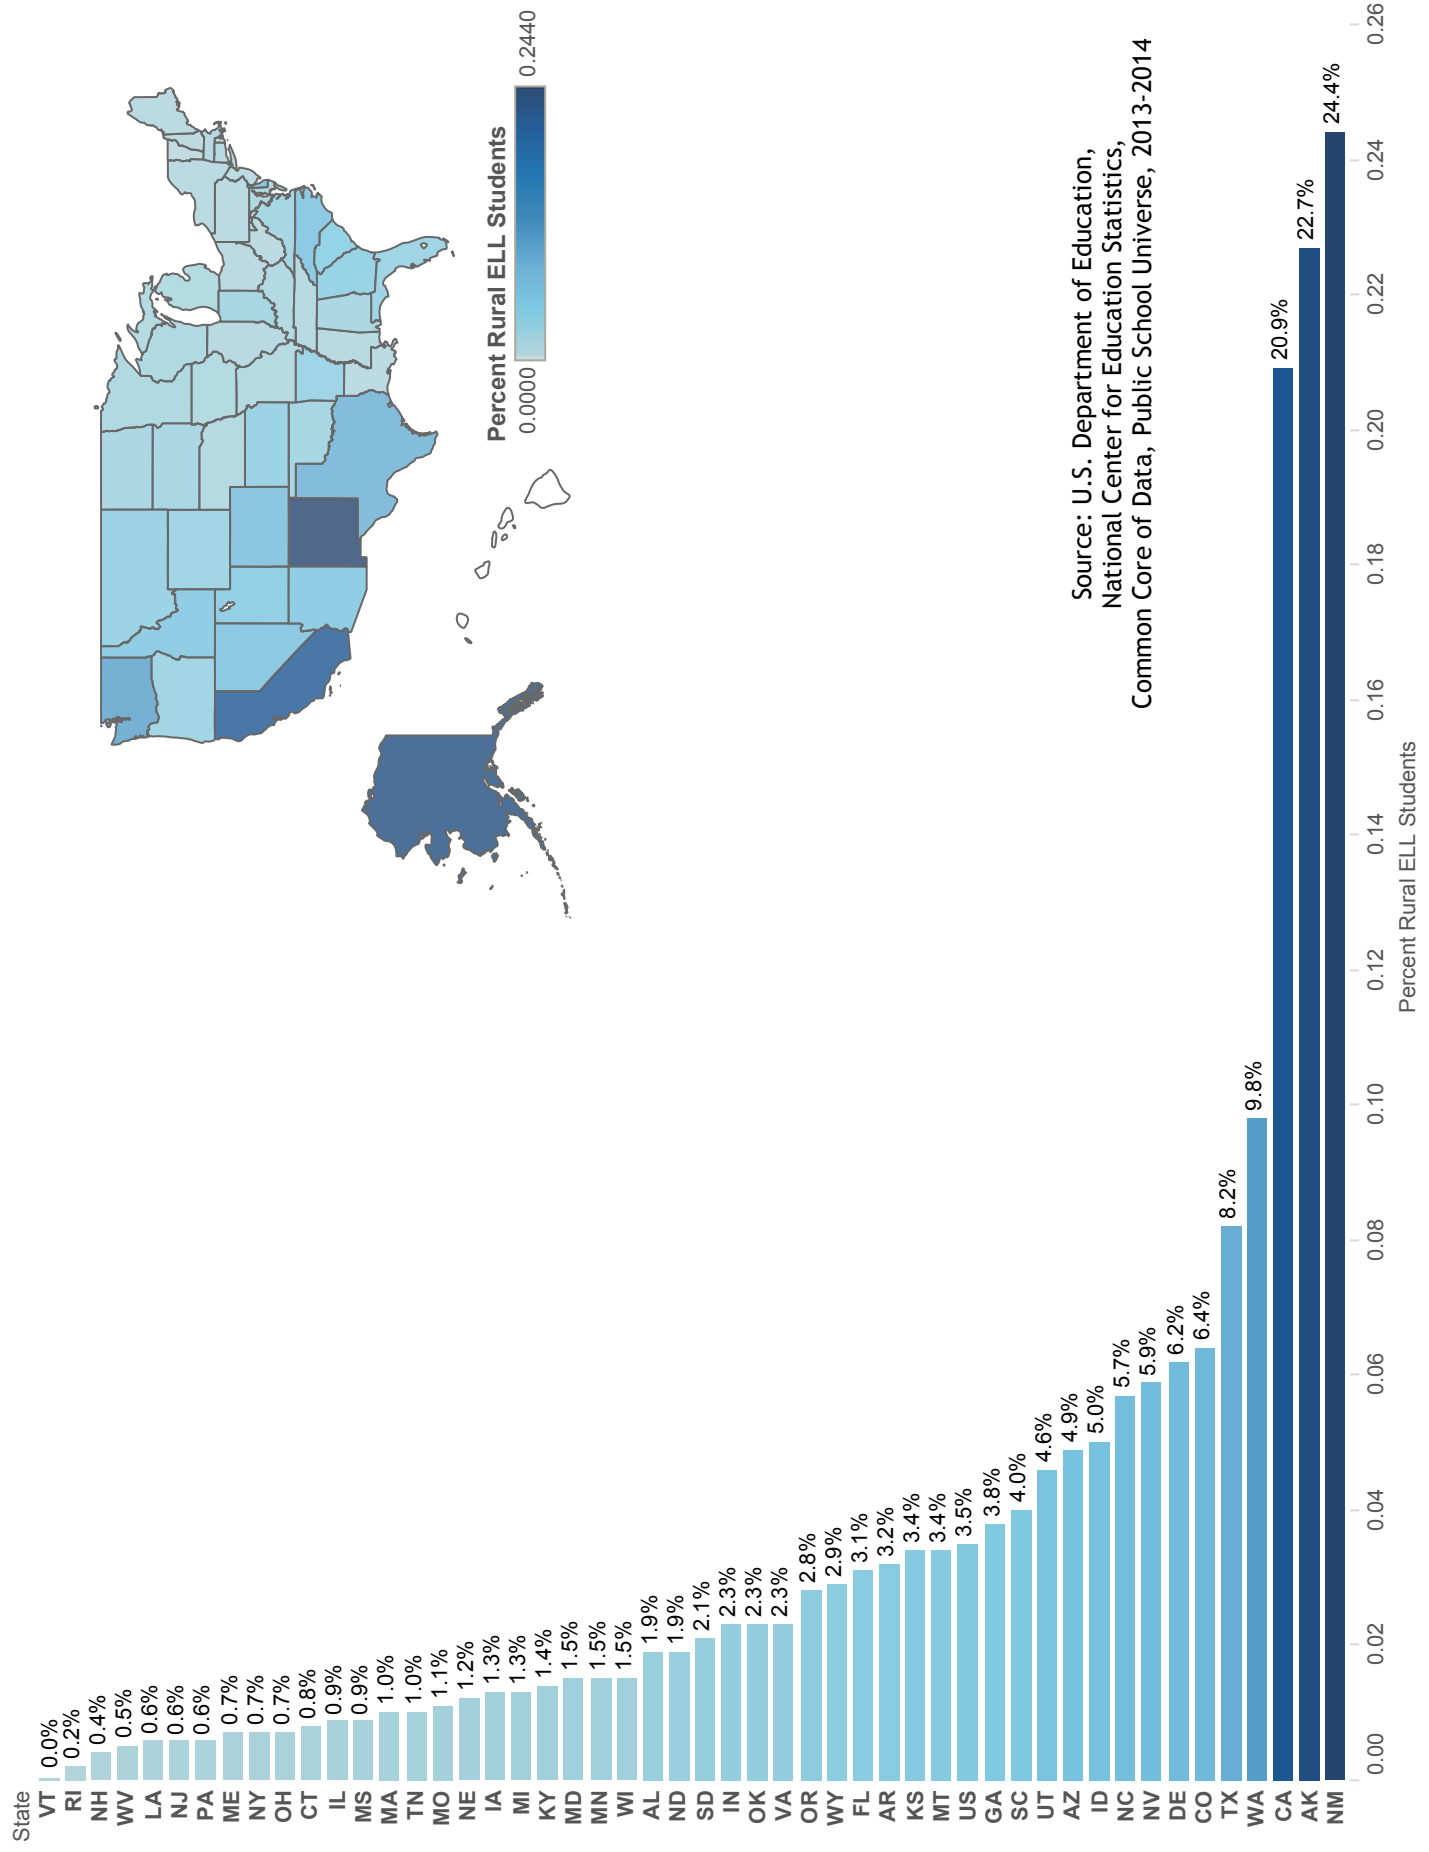 State
VT 0.0%
RI 0.2%
NH 0.4%
WV 0.5%
LA 0.6%
NJ 0.6%
PA 0.6%
ME 0.7%
NY 0.7%
OH 0.7%
CT 0.8%
IL 0.9%
MS 0.9%
MA 1.0%
TN 1.0%
MO 1.1%
NE 1.2%
IA 1.3%
MI 1.3%
KY 1.4%
MD 1.5%
MN 1.5%
WI 1.5%
AL 1.9%
ND 1.9%
SD 2.1%
IN 2.3%
OK 2.3%
VA 2.3%
OR 2.8%
WY 2.9%
FL 3.1%
AR 3.2%
KS 3.4%
MT 3.4%
US 3.5%
GA 3.8%
SC 4.0%
UT 4.6%
AZ 4.9%
ID 5.0%
NC 5.7%
NV 5.9%
DE 6.2%
CO 6.4%
TX 8.2%
WA 9.8%
CA 20.9%
AK 22.7%
NM 24.4%
0.00 0.02 0.04 0.06 0.08 0.10 0.12 0.14 0.16 0.18 0.20 0.22 0.24 0.26
Percent Rural ELL Students
Percent Rural ELL Students
0.0000 0.2440
Source: U.S. Department of Education,
National Center for Education Statistics,
Common Core of Data, Public School Universe, 2013-2014